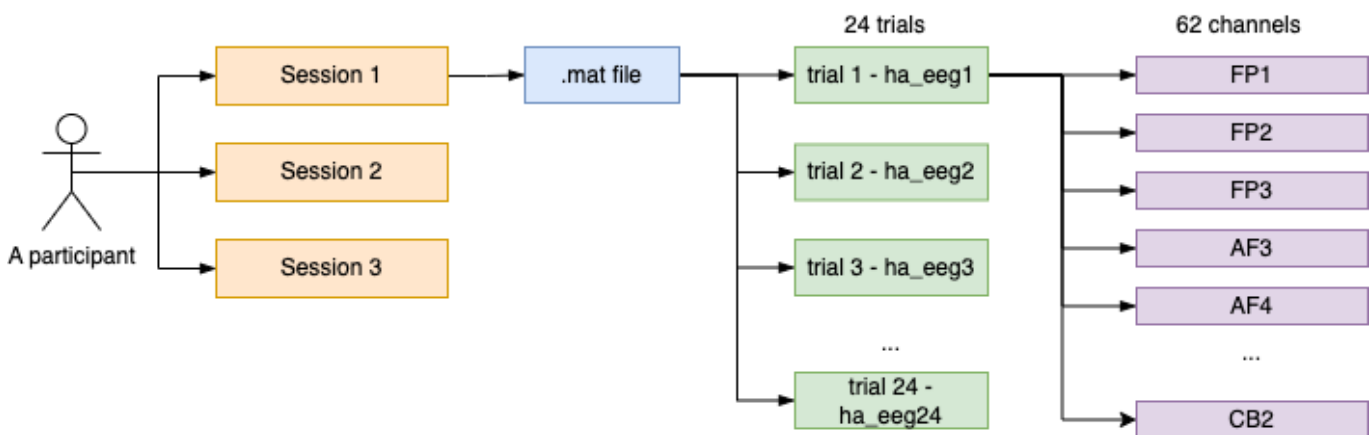 24 trials
62 channels
Session 1
.mat file
trial 1 - ha_eeg1
FP1
FP2
Session 2
trial 2 - ha_eeg2
FP3
A participant
Session 3
trial 3 - ha_eeg3
AF3
AF4
...
...
trial 24 -
ha_eeg24
CB2